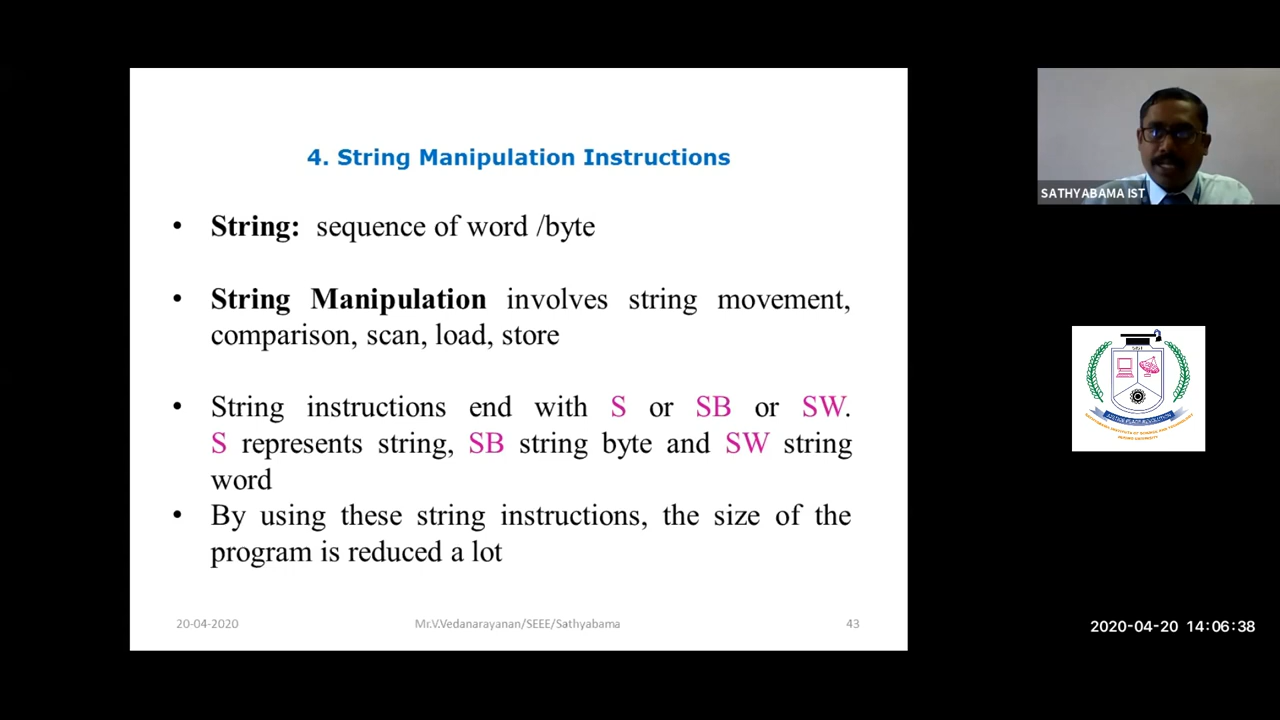 4. String Manipulation Instructions
• String: sequence of word /byte
• String Manipulation involves string movement,
comparison, scan, load, store
• String instructions end with S or SB or SW.
S represents string, SB string byte and SW string
word
• By using these string instructions, the size of the
program is reduced a lot
20-04-2020 Mr.V.Vedanarayanan/SEEE/Sathyabama 43
SATHYABAMA IST
2020-04-20 14:06:38